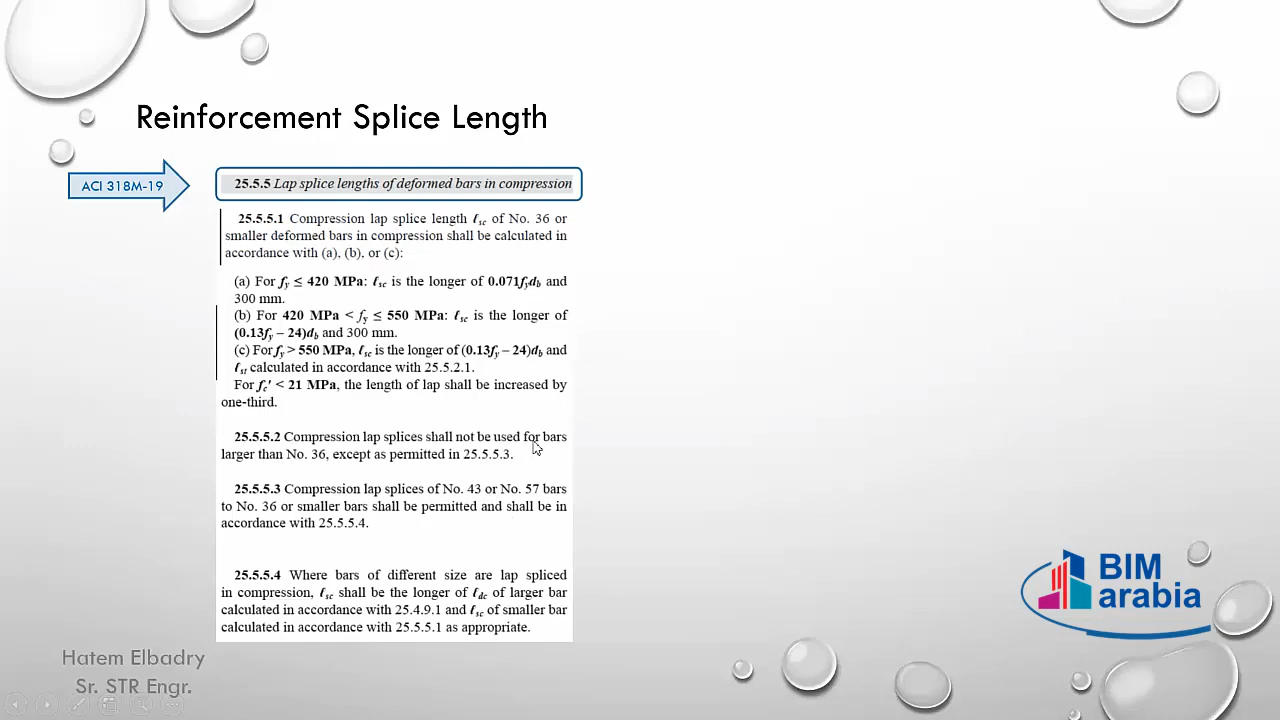 Reinforcement Splice Length
ACI 318M-19
25.5.5 Lap splice lengths of deformed bars in compression
25.5.5.1 Compression lap splice length ℓsc of No. 36 or
smaller deformed bars in compression shall be calculated in
accordance with (a), (b), or (c):
(a) For fy ≤ 420 MPa: ℓsc is the longer of 0.071fydb and
300 mm.
(b) For 420 MPa < fy ≤ 550 MPa: ℓsc is the longer of
(0.13fy – 24)db and 300 mm.
(c) For fy > 550 MPa, ℓsc is the longer of (0.13fy – 24)db and
ℓst calculated in accordance with 25.5.2.1.
For fc′ < 21 MPa, the length of lap shall be increased by
one-third.
25.5.5.2 Compression lap splices shall not be used for bars
larger than No. 36, except as permitted in 25.5.5.3.
25.5.5.3 Compression lap splices of No. 43 or No. 57 bars
to No. 36 or smaller bars shall be permitted and shall be in
accordance with 25.5.5.4.
25.5.5.4 Where bars of different size are lap spliced
in compression, ℓsc shall be the longer of ℓdc of larger bar
calculated in accordance with 25.4.9.1 and ℓsc of smaller bar
calculated in accordance with 25.5.5.1 as appropriate.
BIM
arabia
Hatem Elbadry
Sr. STR Engr.